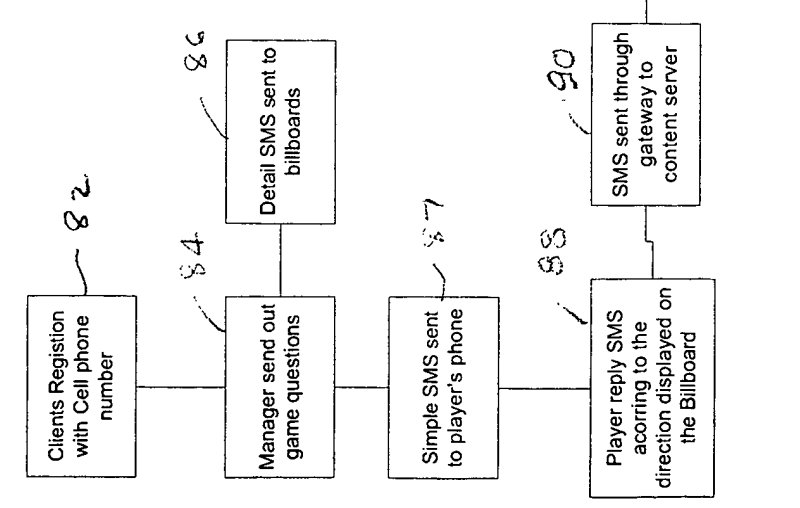 82
Clients Registion
with Cell phone
number
84
Manager send out
game questions
86
Detail SMS sent to
billboards
87
Simple SMS sent
to player's phone
88
Player reply SMS
acorring to the
direction displayed on
the Billboard
90
SMS sent through
gateway to
content server